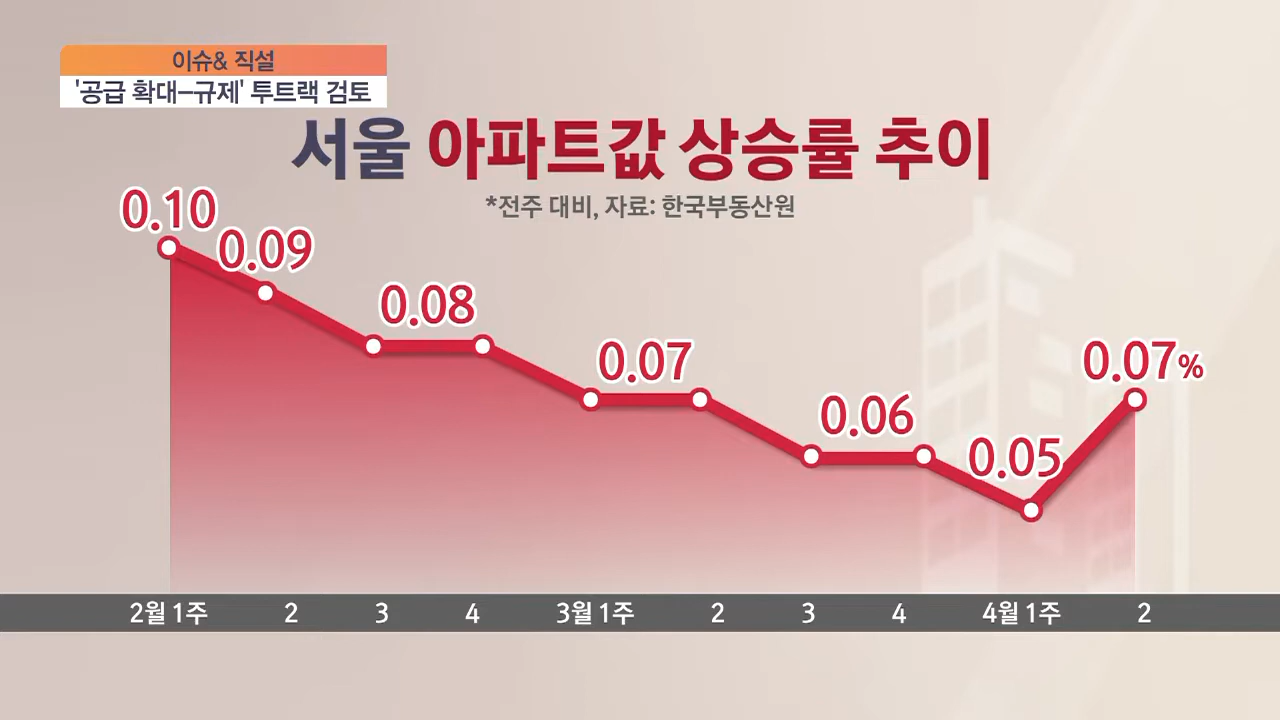 이슈& 직설
'공급 확대-규제' 투트랙 검토
서울 아파트값 상승률 추이
*전주 대비, 자료: 한국부동산원
0.10
0.09
0.08
0.07
0.06
0.05
0.07%
2월 1주 2 3 4 3월 1주 2 3 4 4월 1주 2